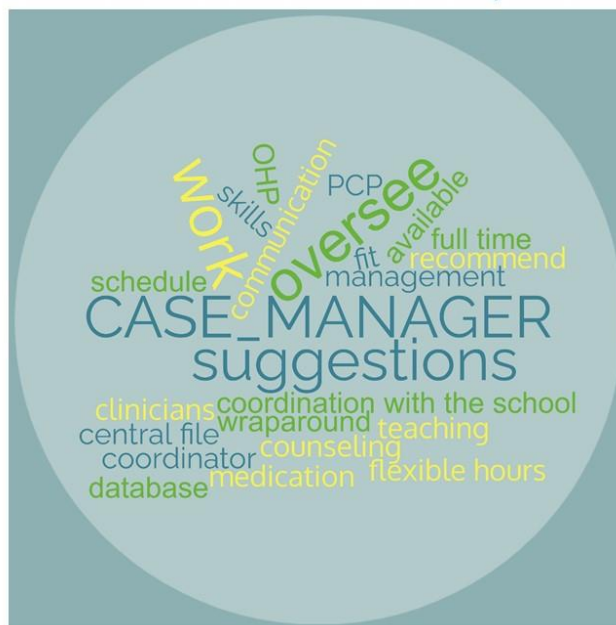 OHP
work
skills
communication
PCP
oversee
available
full time
fit
recommend
schedule
management
CASE_MANAGER
suggestions
clinicians
coordination with the school
wraparound
teaching
central file
counseling
coordinator
medication
flexible hours
database